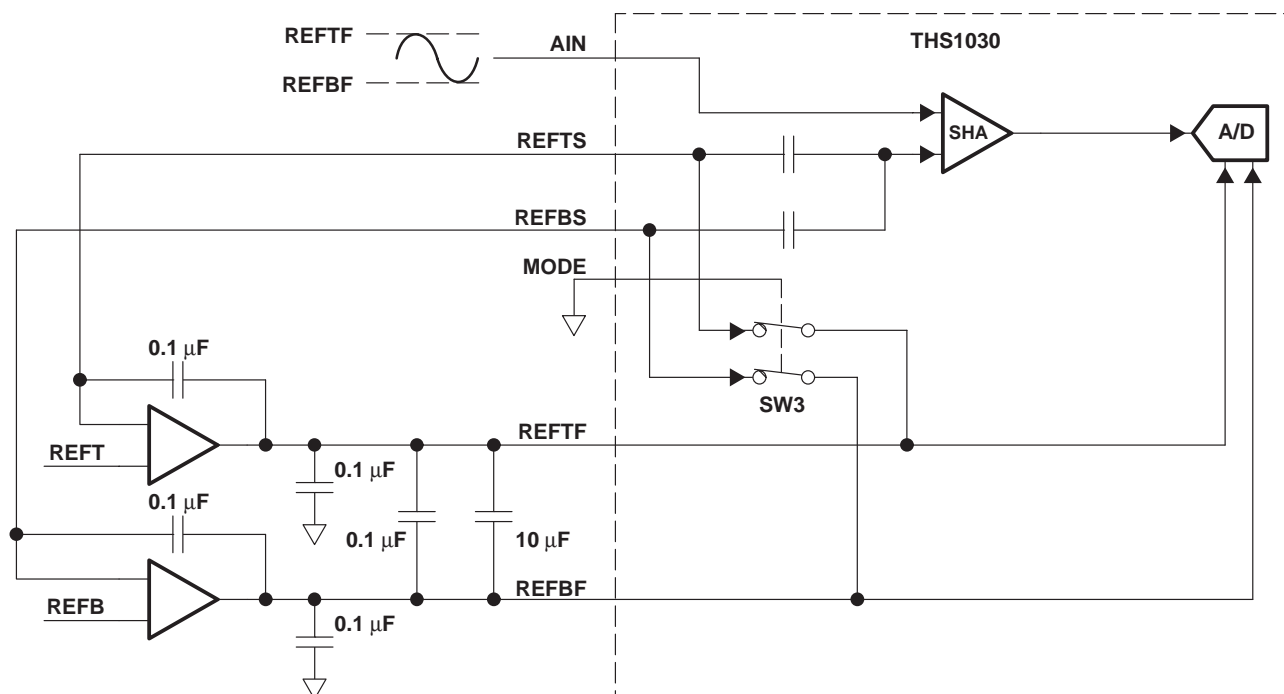 REFTF
REFBF
AIN
THS1030
SHA
A/D
REFTS
REFBS
MODE
SW3
0.1 μF
REFT
REFTF
0.1 μF
0.1 μF
0.1 μF
10 μF
REFB
REFBF
0.1 μF